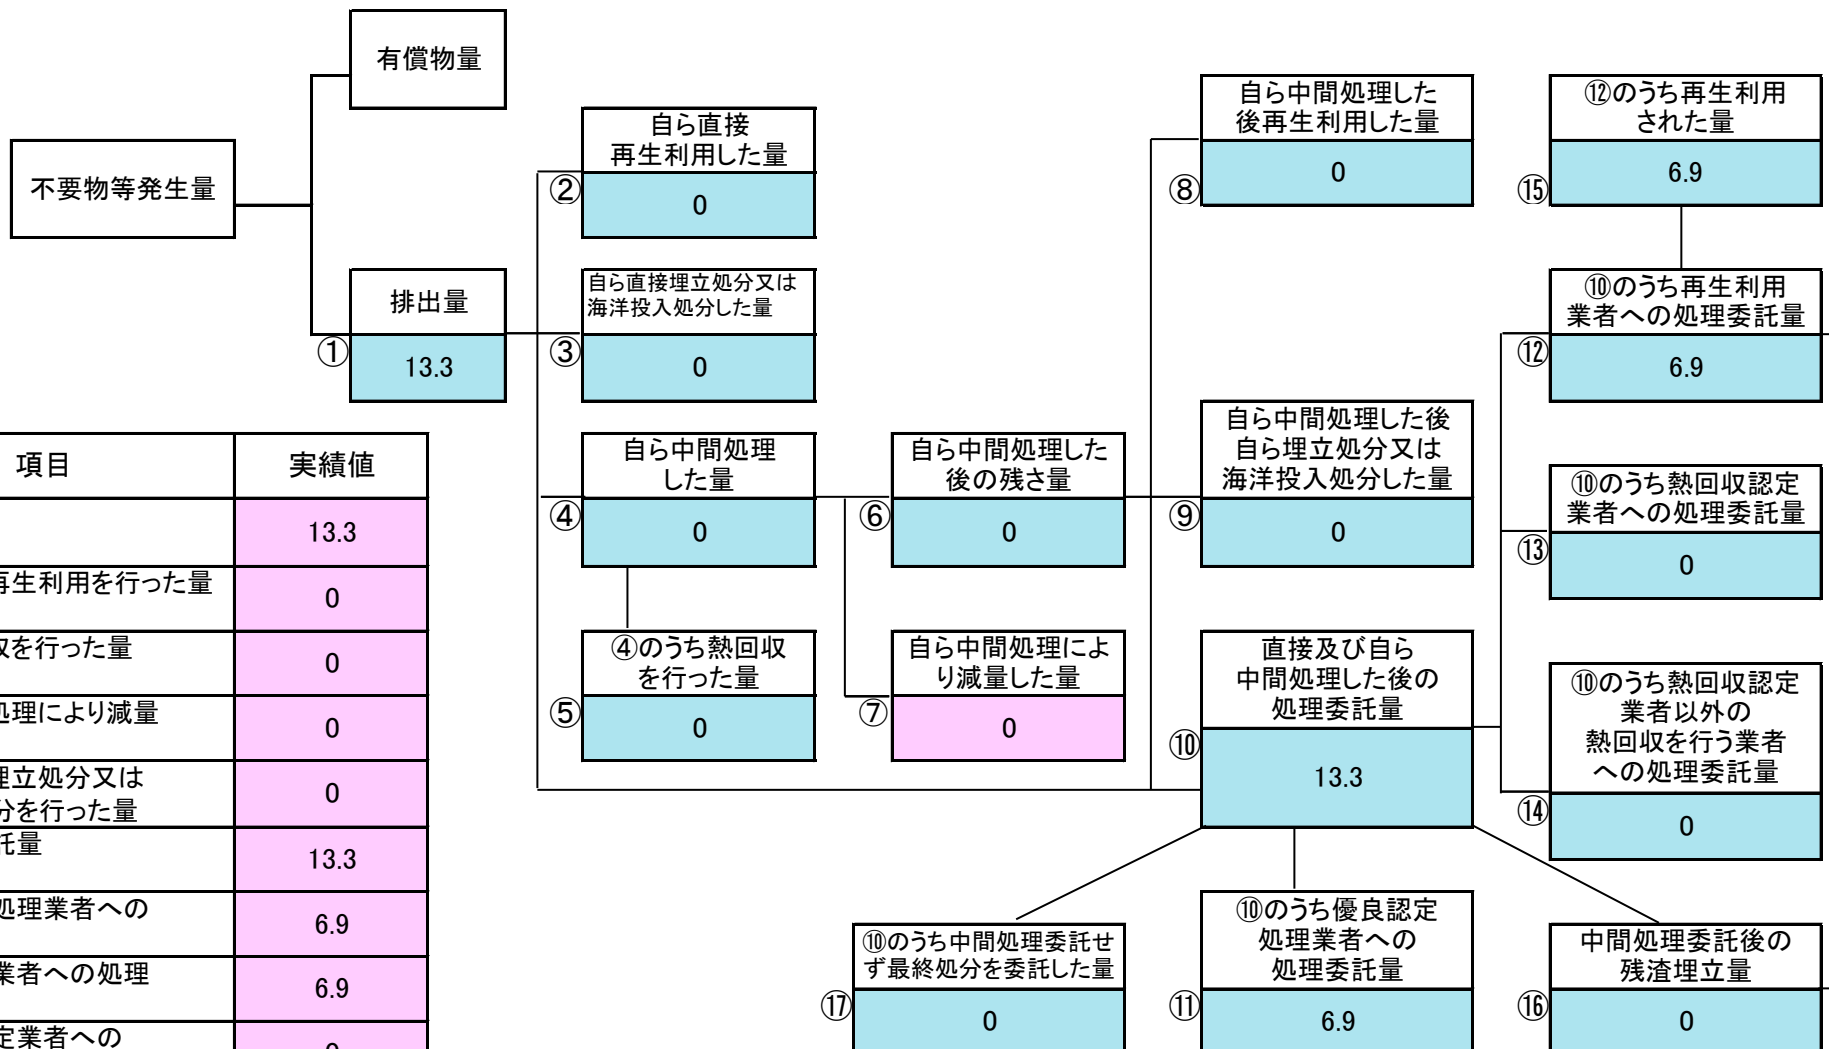 有償物量
不要物等発生量
排出量
①
13.3
自ら直接
再生利用した量
②
0
自ら直接埋立処分又は
海洋投入処分した量
③
0
自ら中間処理
した量
④
0
④のうち熱回収
を行った量
⑤
0
自ら中間処理した
後の残さ量
⑥
0
自ら中間処理によ
り減量した量
⑦
0
自ら中間処理した
後再生利用した量
⑧
0
自ら中間処理した後
自ら埋立処分又は
海洋投入処分した量
⑨
0
直接及び自ら
中間処理した後の
処理委託量
⑩
13.3
⑫のうち再生利用
された量
⑮
6.9
⑩のうち再生利用
業者への処理委託量
⑫
6.9
⑩のうち熱回収認定
業者への処理委託量
⑬
0
⑩のうち熱回収認定
業者以外の
熱回収を行う業者
への処理委託量
⑭
0
⑩のうち中間処理委託せ
ず最終処分を委託した量
⑰
0
⑩のうち優良認定
処理業者への
処理委託量
⑪
6.9
中間処理委託後の
残渣埋立量
⑯
0
項目 実績値
13.3
再生利用を行った量
0
を行った量
0
処理により減量
0
埋立処分又は
分を行った量
0
託量
13.3
処理業者への
6.9
業者への処理
6.9
定業者への